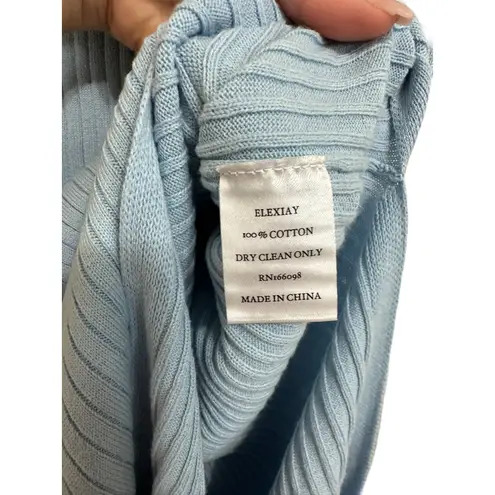 ELEXIAY
100% COTTON
DRY CLEAN ONLY
RN166098
MADE IN CHINA